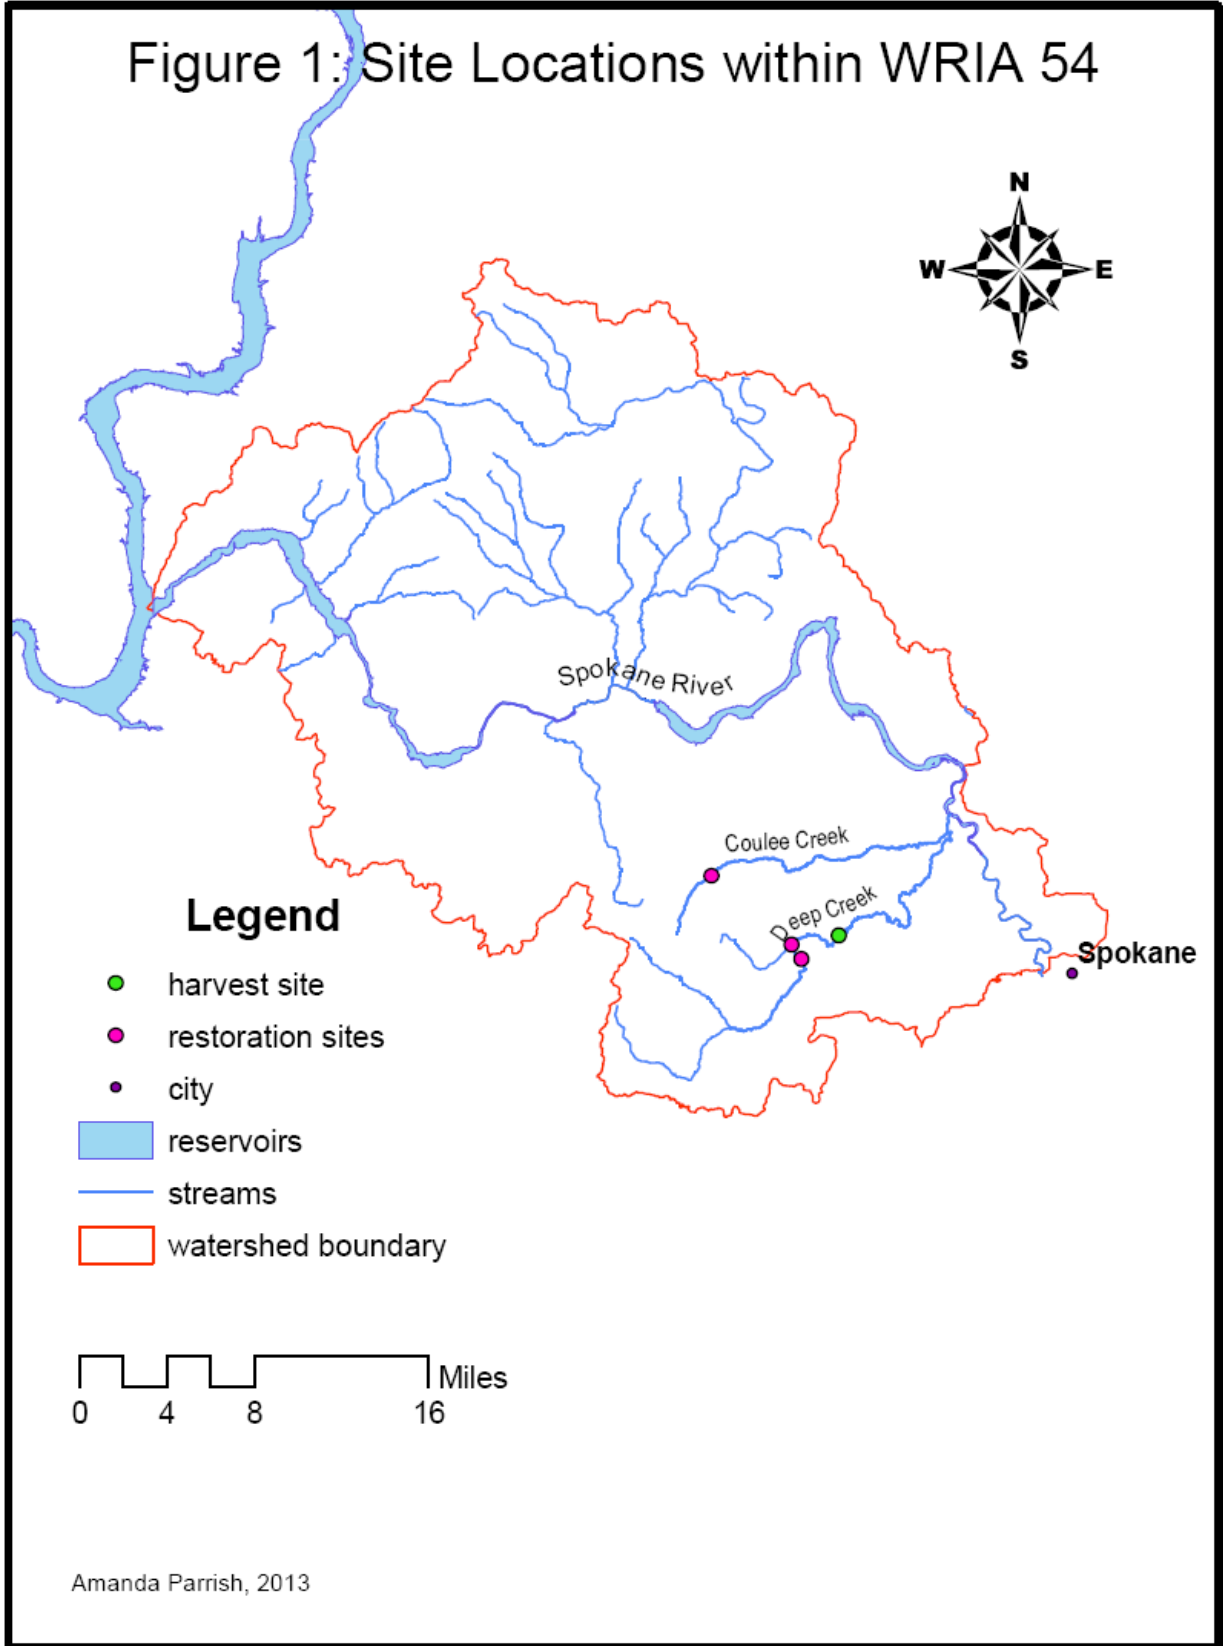 Figure 1: Site Locations within WRIA 54
N
W E
S
Spokane River
Coulee Creek
Deep Creek
Spokane
Legend
harvest site
restoration sites
city
reservoirs
streams
watershed boundary
Miles
0 4 8 16
Amanda Parrish, 2013